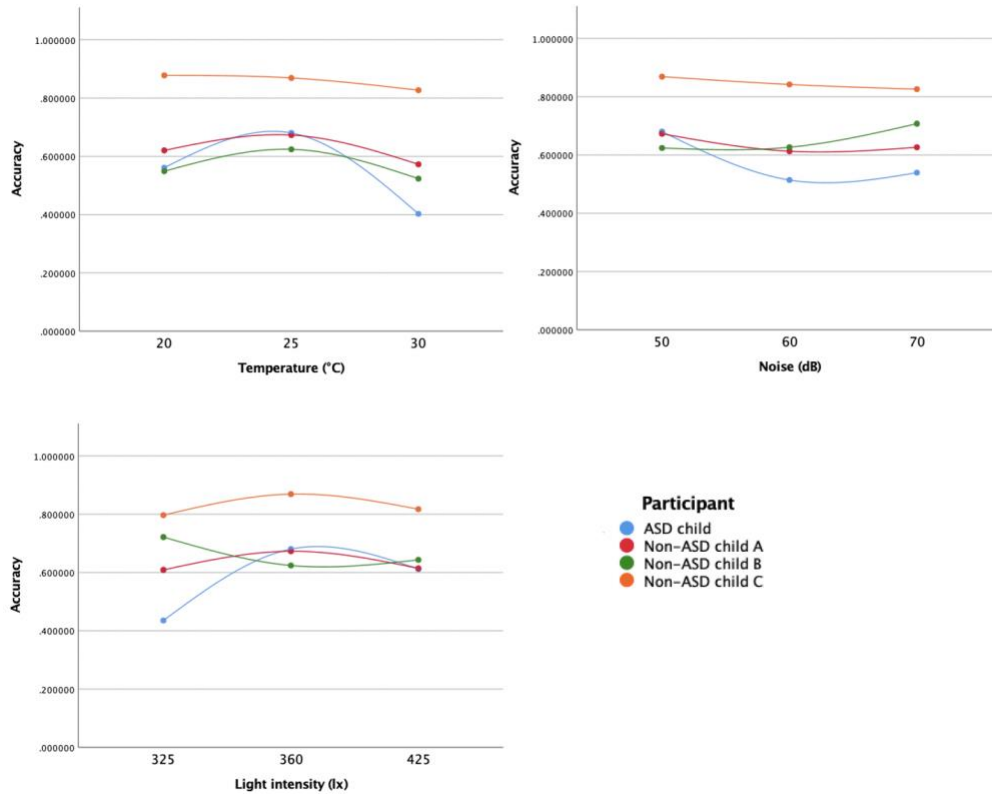 1.000000
.800000
.600000
.400000
.200000
.000000
Accuracy
20 25 30
Temperature (°C)
1.000000
.800000
.600000
.400000
.200000
.000000
Accuracy
50 60 70
Noise (dB)
1.000000
.800000
.600000
.400000
.200000
.000000
Accuracy
325 360 425
Light intensity (lx)
Participant
ASD child
Non-ASD child A
Non-ASD child B
Non-ASD child C